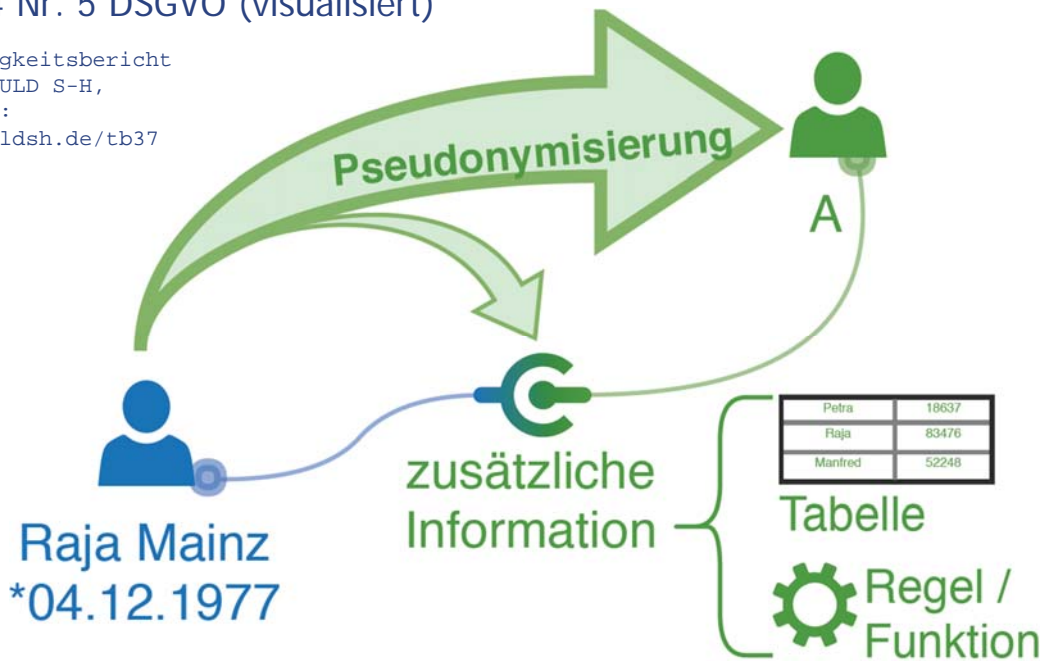 Nr. 5 DSGVO (visualisiert)
gkeitsbericht
ULD S-H,
:
ldsh.de/tb37
Pseudonymisierung
A
Petra 18637
Raja 83476
Manfred 52248
zusätzliche
Information
Tabelle
Raja Mainz
*04.12.1977
Regel /
Funktion